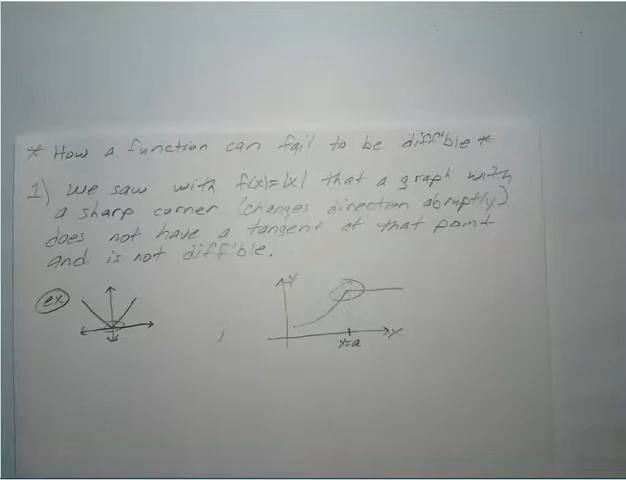 * How a function can fail to be diff'ble *
1) We saw with f(x)=|x| that a graph with
a sharp corner (changes direction abruptly)
does not have a tangent at that point
and is not diff'ble.
ex
,
y
x
x=a